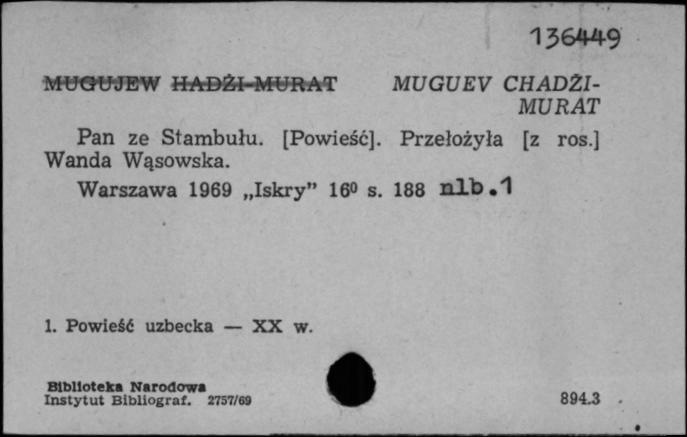 136449
MUGUJEW HADŻI-MURAT MUGUEV CHADŽI-
MURAT
Pan ze Stambułu. [Powieść]. Przełożyła [z ros.]
Wanda Wąsowska.
Warszawa 1969 „Iskry” 16⁰ s. 188 nlb.1
1. Powieść uzbecka — XX w.
Biblioteka Narodowa
Instytut Bibliograf. 2757/69
894.3